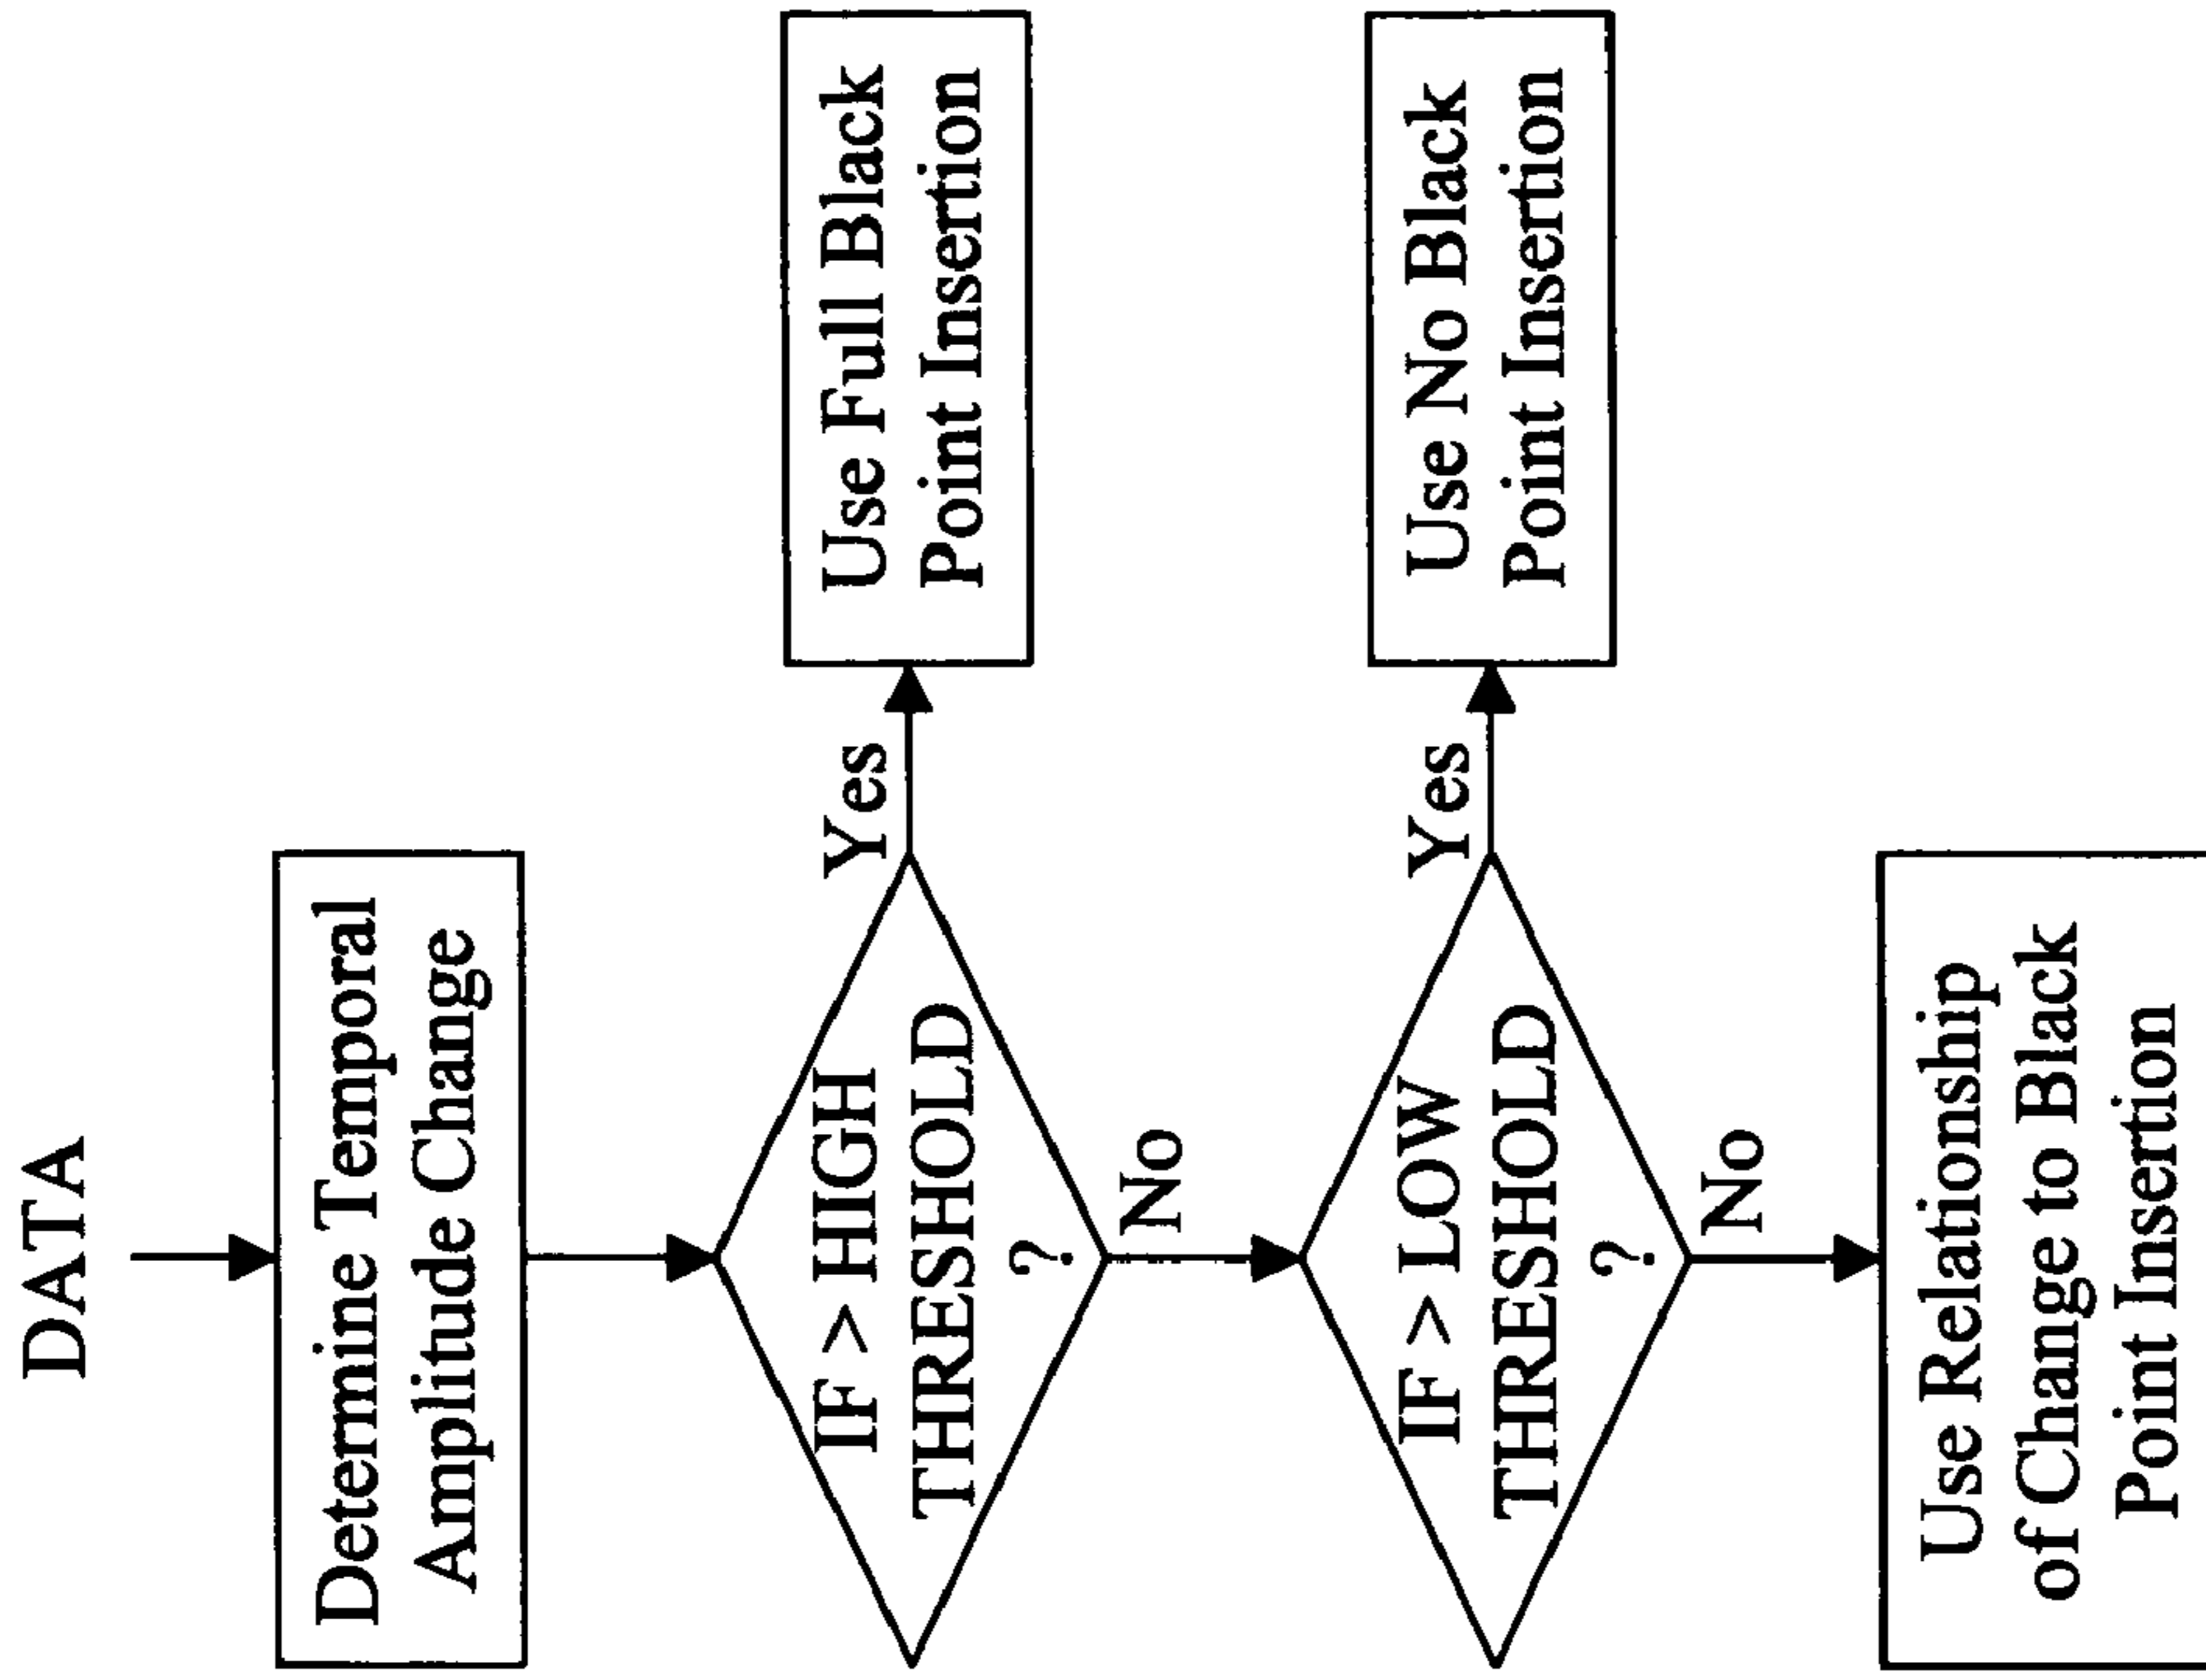 DATA
Determine Temporal
Amplitude Change
IF > HIGH
THRESHOLD
?
Yes
Use Full Black
Point Insertion
No
IF > LOW
THRESHOLD
?
Yes
Use No Black
Point Insertion
No
Use Relationship
of Change to Black
Point Insertion